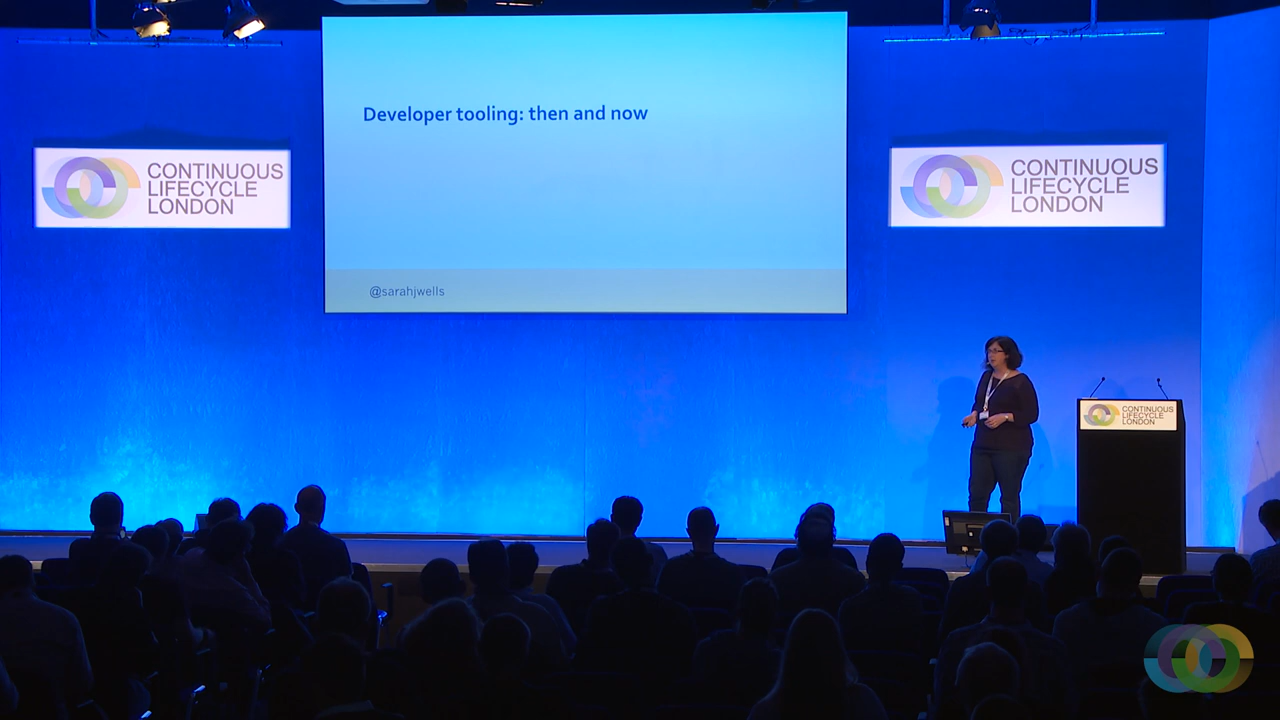 Developer tooling: then and now
@sarahjwells
CONTINUOUS
LIFECYCLE
LONDON
CONTINUOUS
LIFECYCLE
LONDON
CONTINUOUS
LIFECYCLE
LONDON